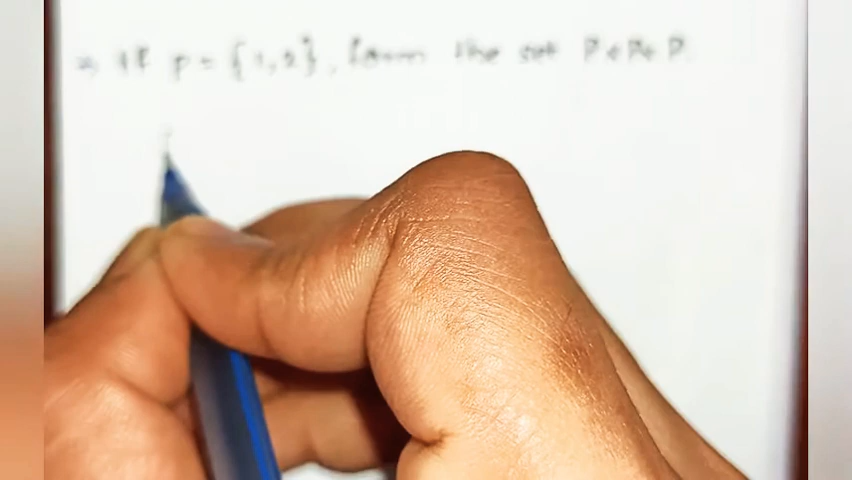 ⇒ If P = {1,2}, form the set P×P×P.